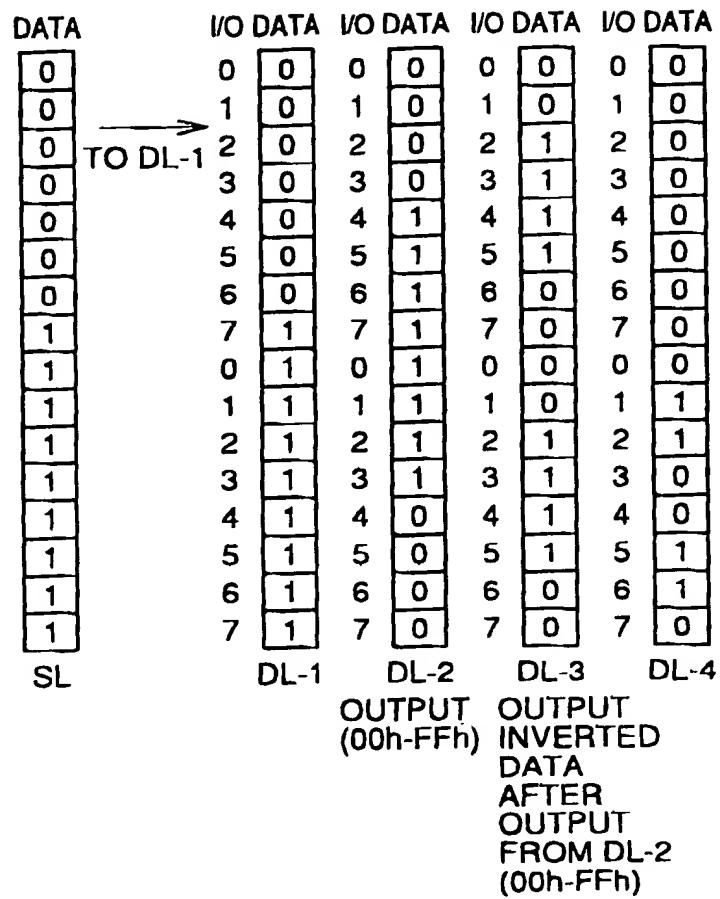 DATA I/O DATA I/O DATA I/O DATA I/O DATA
0 0 0 0 0 0 0 0 0
0 1 0 1 0 1 0 1 0
0 2 0 2 0 2 1 2 0
0 3 0 3 0 3 1 3 0
0 4 0 4 1 4 1 4 0
0 5 0 5 1 5 1 5 0
0 6 0 6 1 6 0 6 0
1 7 1 7 1 7 0 7 0
1 0 1 0 1 0 0 0 0
1 1 1 1 1 1 0 1 1
1 2 1 2 1 2 1 2 1
1 3 1 3 1 3 1 3 0
1 4 1 4 0 4 1 4 0
1 5 1 5 0 5 1 5 1
1 6 1 6 0 6 0 6 1
1 7 1 7 0 7 0 7 0
TO DL-1
SL DL-1 DL-2 DL-3 DL-4
OUTPUT
(00h-FFh)
OUTPUT
INVERTED
DATA
AFTER
OUTPUT
FROM DL-2
(00h-FFh)